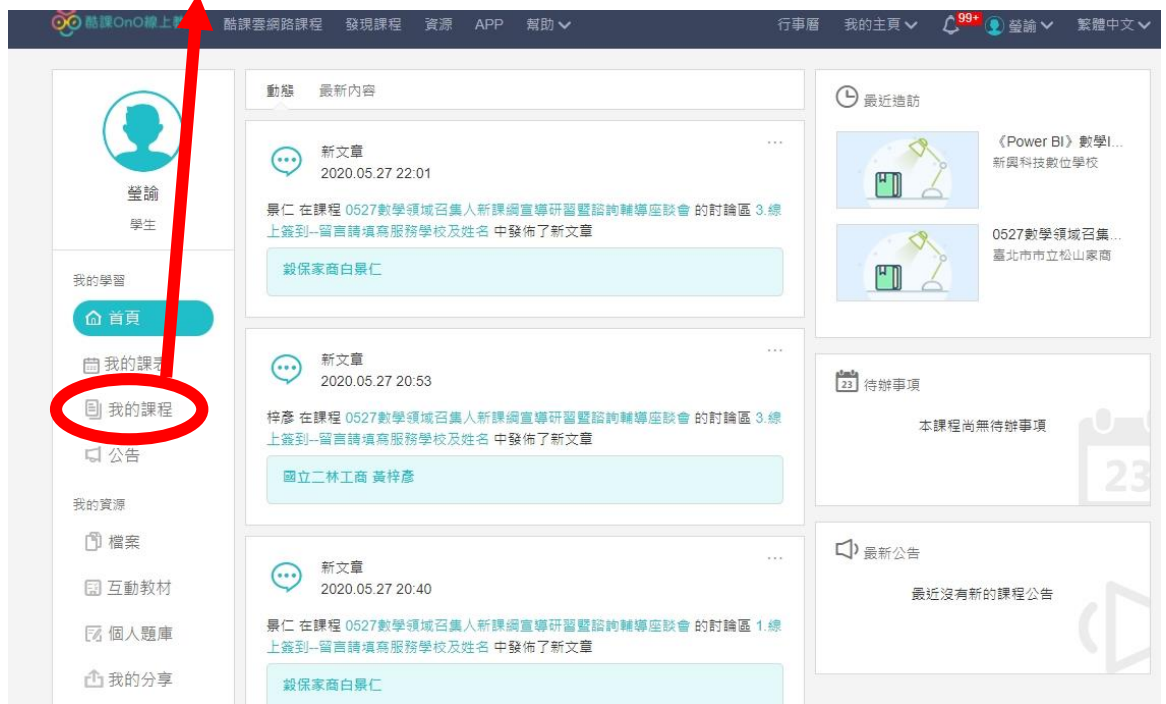 酷課OnO線上教
酷課雲網路課程 發現課程 資源 APP 幫助
行事曆 我的主頁 99+ 瑩諭 繁體中文
瑩諭
學生
我的學習
首頁
我的課表
我的課程
公告
我的資源
檔案
互動教材
個人題庫
我的分享
動態 最新內容
新文章
2020.05.27 22:01
景仁 在課程 0527數學領域召集人新課綱宣導研習暨諮詢輔導座談會 的討論區 3.線
上簽到--留言請填寫服務學校及姓名 中發佈了新文章
穀保家商白景仁
新文章
2020.05.27 20:53
梓彥 在課程 0527數學領域召集人新課綱宣導研習暨諮詢輔導座談會 的討論區 3.線
上簽到--留言請填寫服務學校及姓名 中發佈了新文章
國立二林工商 黃梓彥
新文章
2020.05.27 20:40
景仁 在課程 0527數學領域召集人新課綱宣導研習暨諮詢輔導座談會 的討論區 1.線
上簽到--留言請填寫服務學校及姓名 中發佈了新文章
穀保家商白景仁
最近造訪
《Power BI》數學I...
新興科技數位學校
0527數學領域召集...
臺北市市立松山家商
23 待辦事項
本課程尚無待辦事項
23
最新公告
最近沒有新的課程公告